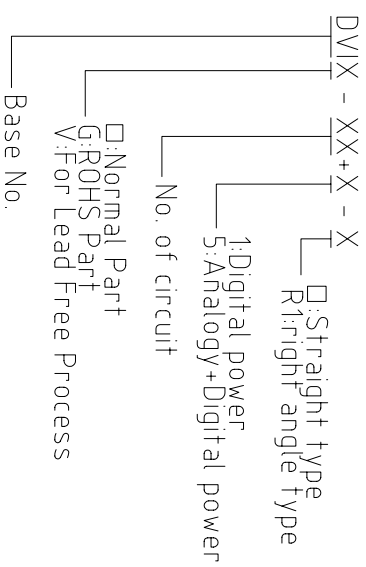 DVIX - XX+X - X
□:Straight type
R1:right angle type
1:Digital power
5:Analogy+Digital power
No. of circuit
□:Normal Part
G:ROHS Part
V:For Lead Free Process
Base No.